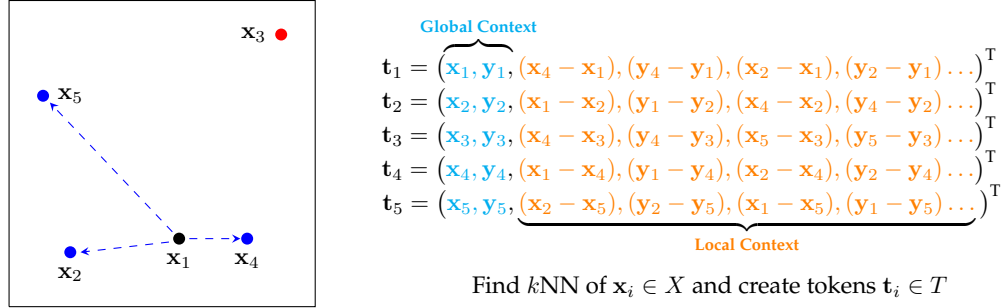 x₃
x₅
x₁
x₂
x₄
Global Context
t₁ = (x₁, y₁, (x₄ − x₁), (y₄ − y₁), (x₂ − x₁), (y₂ − y₁) …)ᵀ
t₂ = (x₂, y₂, (x₁ − x₂), (y₁ − y₂), (x₄ − x₂), (y₄ − y₂) …)ᵀ
t₃ = (x₃, y₃, (x₄ − x₃), (y₄ − y₃), (x₅ − x₃), (y₅ − y₃) …)ᵀ
t₄ = (x₄, y₄, (x₁ − x₄), (y₁ − y₄), (x₂ − x₄), (y₂ − y₄) …)ᵀ
t₅ = (x₅, y₅, (x₂ − x₅), (y₂ − y₅), (x₁ − x₅), (y₁ − y₅) …)ᵀ
Local Context
Find kNN of xᵢ ∈ X and create tokens tᵢ ∈ T